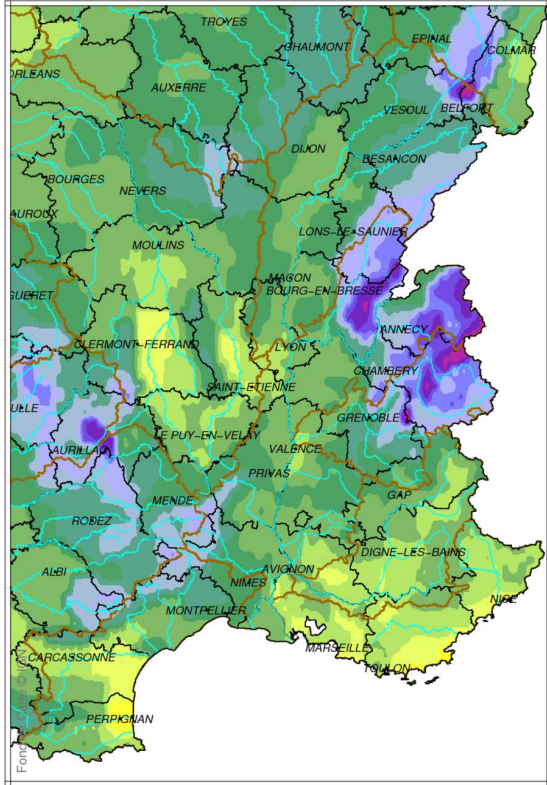 TROYES
EPINAL
CHAUMONT
COLMAR
ORLEANS
AUXERRE
VESOUL
BELFORT
DIJON
BESANCON
BOURGES
NEVERS
AUROUX
LONS-LE-SAUNIER
MOULINS
MACON
BOURG-EN-BRESSE
GUERET
ANNECY
CLERMONT-FERRAND
LYON
CHAMBERY
SAINT-ETIENNE
ULLE
GRENOBLE
LE PUY-EN-VELAY
AURILLAC
VALENCE
PRIVAS
MENDE
GAP
RODEZ
DIGNE-LES-BAINS
ALBI
AVIGNON
NIMES
NICE
MONTPELLIER
MARSEILLE
CARCASSONNE
TOULON
PERPIGNAN